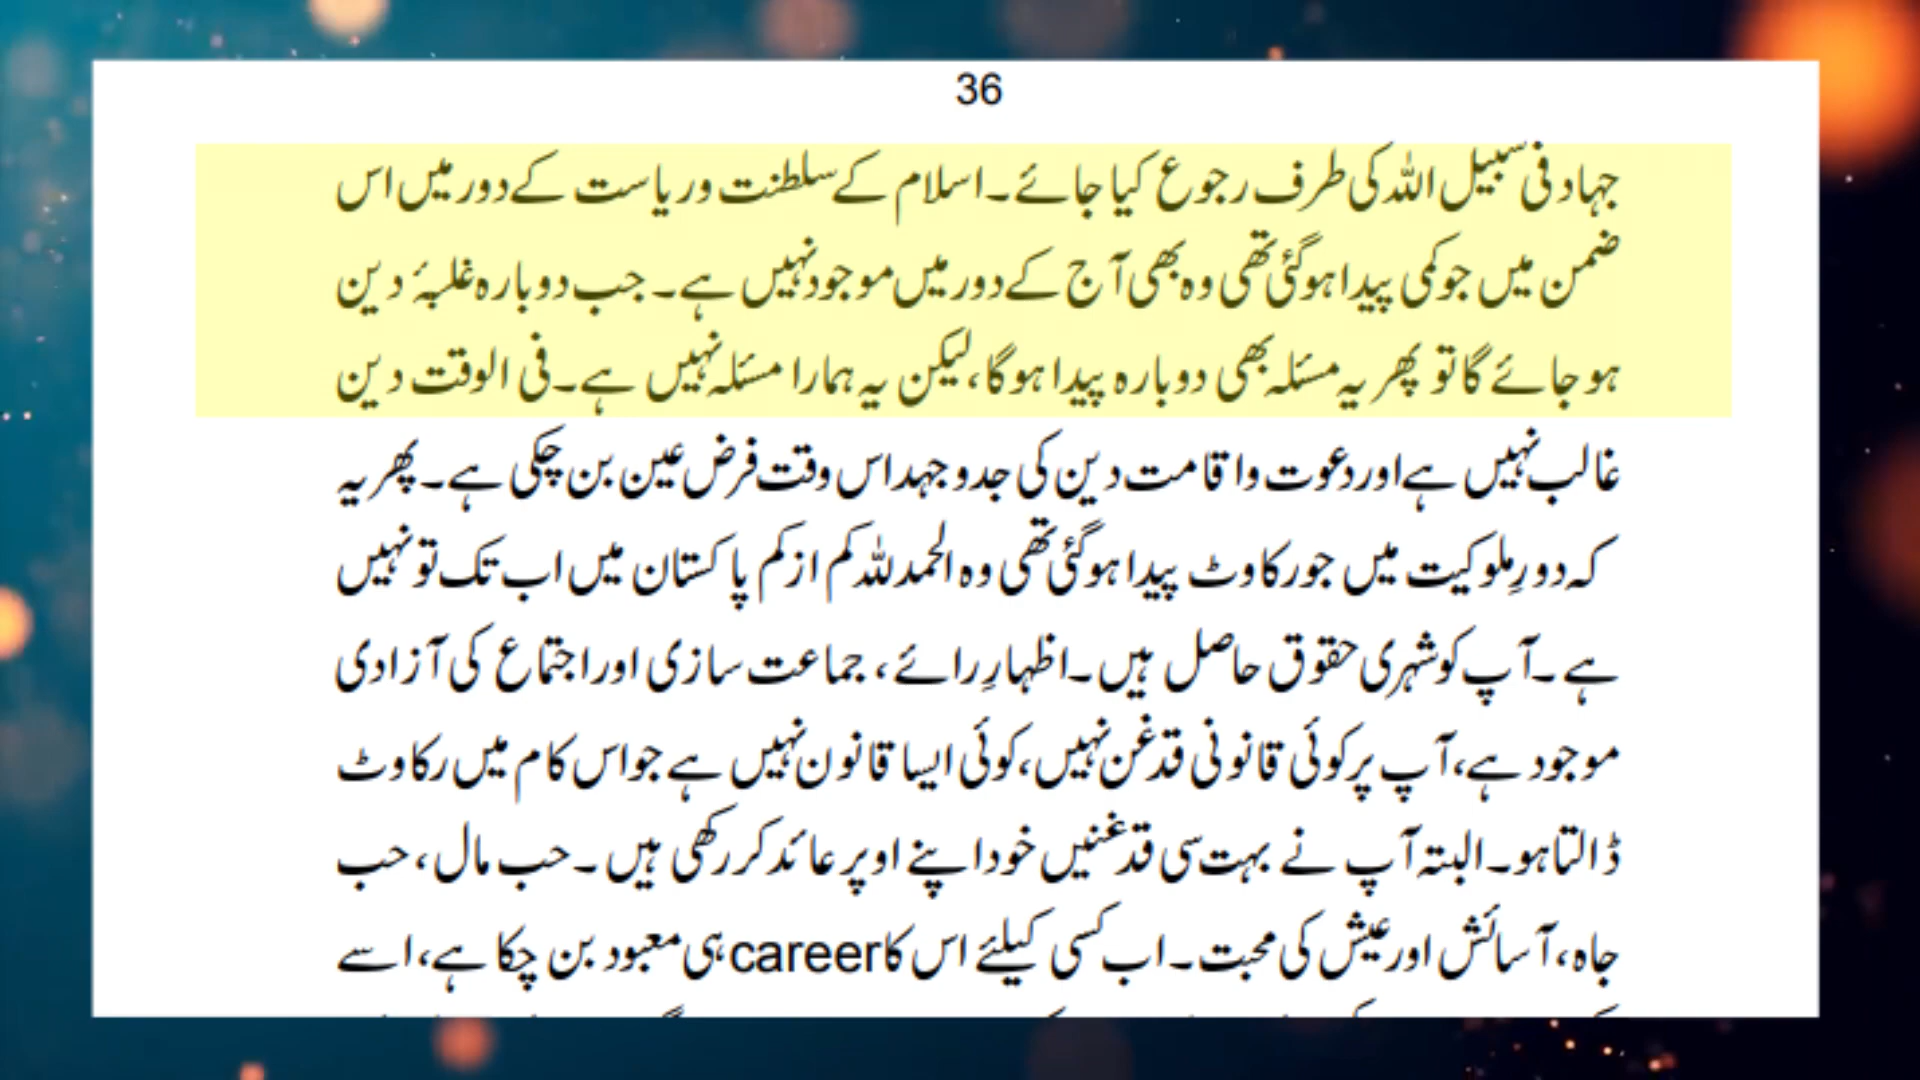 36
جہاد فی سبیل اللہ کی طرف رجوع کیا جائے۔ اسلام کے سلطنت و ریاست کے دور میں اس
ضمن میں جو کمی پیدا ہو گئی تھی وہ بھی آج کے دور میں موجود نہیں ہے۔ جب دوبارہ غلبۂ دین
ہو جائے گا تو پھر یہ مسئلہ بھی دوبارہ پیدا ہو گا، لیکن یہ ہمارا مسئلہ نہیں ہے۔ فی الوقت دین
غالب نہیں ہے اور دعوت و اقامت دین کی جدوجہد اس وقت فرض عین بن چکی ہے۔ پھر یہ
کہ دورِ ملوکیت میں جو رکاوٹ پیدا ہو گئی تھی وہ الحمد للہ کم از کم پاکستان میں اب تک تو نہیں
ہے۔ آپ کو شہری حقوق حاصل ہیں۔ اظہارِ رائے، جماعت سازی اور اجتماع کی آزادی
موجود ہے، آپ پر کوئی قانونی قدغن نہیں، کوئی ایسا قانون نہیں ہے جو اس کام میں رکاوٹ
ڈالتا ہو۔ البتہ آپ نے بہت سی قدغنیں خود اپنے اوپر عائد کر رکھی ہیں۔ حب مال، حب
جاہ، آسائش اور عیش کی محبت۔ اب کسی کیلئے اس کا career ہی معبود بن چکا ہے، اسے